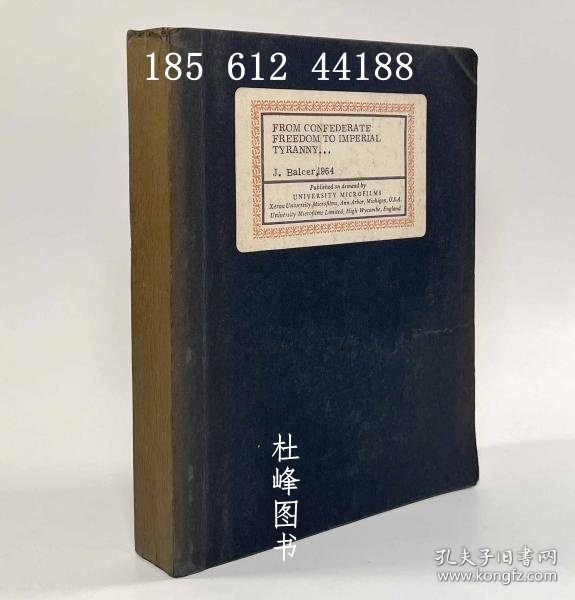 185 612 44188
FROM CONFEDERATE
FREEDOM TO IMPERIAL
TYRANNY...
J. Balcer,1964
Published on demand by
UNIVERSITY MICROFILMS
Xerox University Microfilms, Ann Arbor, Michigan, U.S.A.
University Microfilms Limited, High Wycombe, England
杜峰图书
孔夫子旧书网
www.kongfz.com